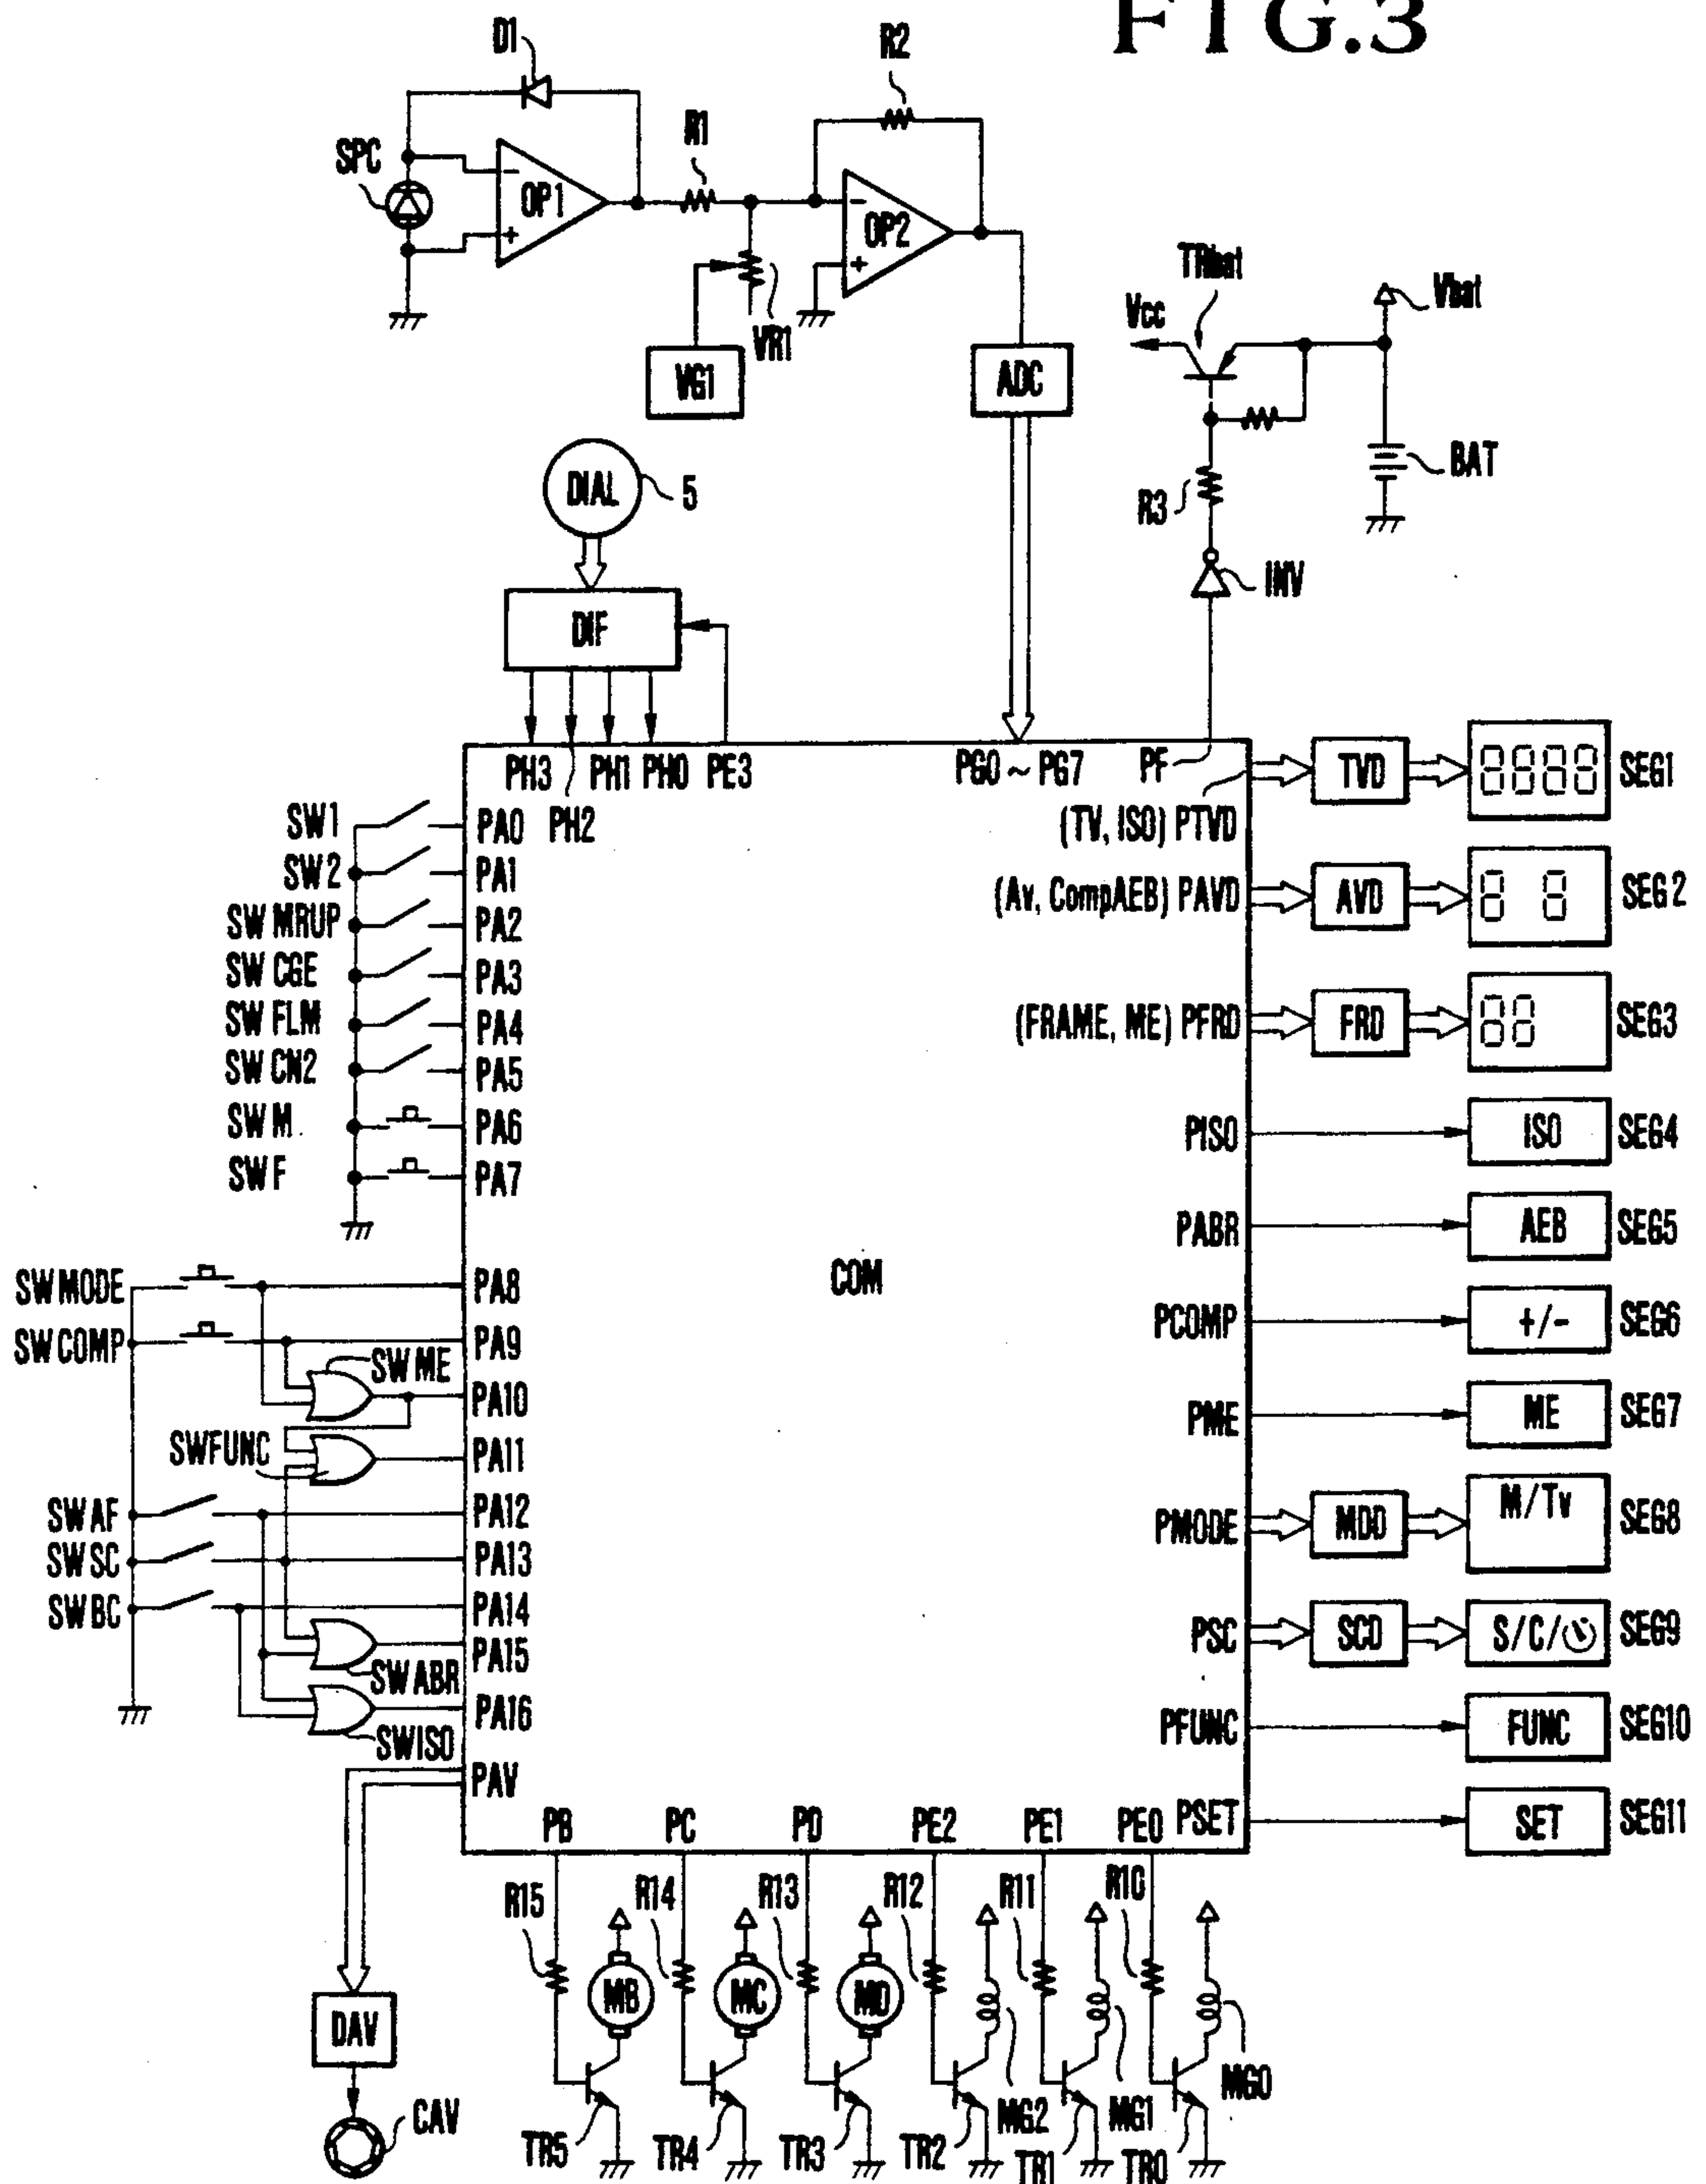 FIG.3
D1
R2
R1
SPC
-
+
OP1
-
+
OP2
VR1
VG1
ADC
TRbat
Vcc
Vbat
BAT
R3
INV
DIAL
5
DIF
PH3
PH1
PH0
PE3
PH2
PG0 ~ PG7
PF
(TV, ISO) PTVD
TVD
8888
SEG1
SW1
PA0
SW2
PA1
SW MRUP
PA2
SW CGE
PA3
SW FLM
PA4
SW CN2
PA5
SW M
PA6
SW F
PA7
(Av, CompAEB) PAVD
AVD
8 8
SEG2
(FRAME, ME) PFRD
FRD
88
SEG3
PISO
ISO
SEG4
PABR
AEB
SEG5
COM
PCOMP
+/-
SEG6
PME
ME
SEG7
PMODE
MDD
M/Tv
SEG8
PSC
SCD
S/C/
SEG9
PFUNC
FUNC
SEG10
PSET
SET
SEG11
SW MODE
PA8
SW COMP
PA9
SW ME
PA10
SWFUNC
PA11
SW AF
PA12
SW SC
PA13
SW BC
PA14
PA15
SW ABR
PA16
SWISO
PAV
PB
PC
PD
PE2
PE1
PE0
R15
R14
R13
R12
R11
R10
MB
MC
MD
DAV
CAV
MG2
MG1
MG0
TR5
TR4
TR3
TR2
TR1
TR0